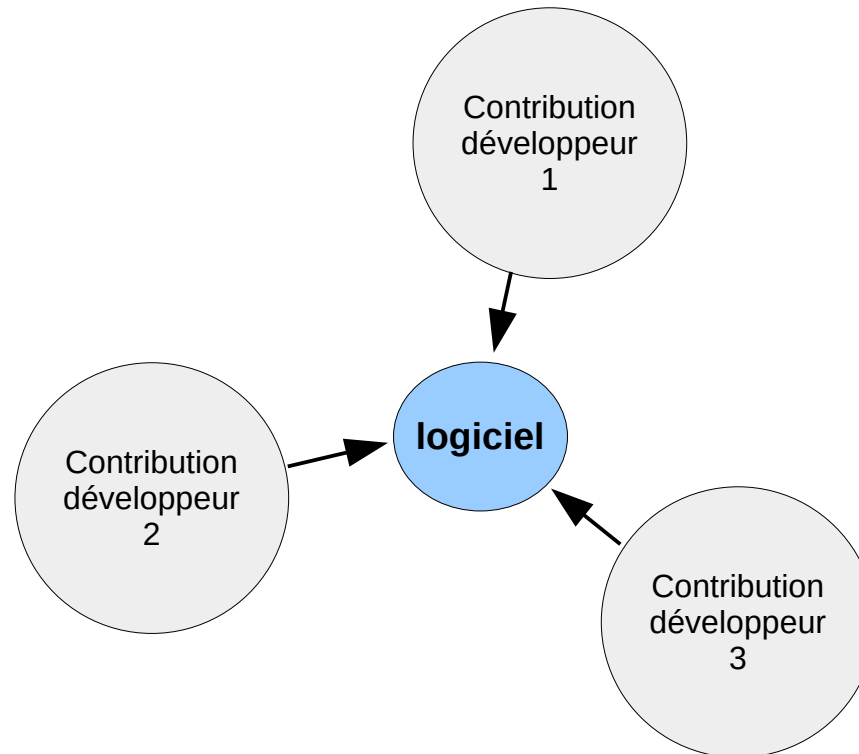 Contribution
développeur
1
logiciel
Contribution
développeur
2
Contribution
développeur
3